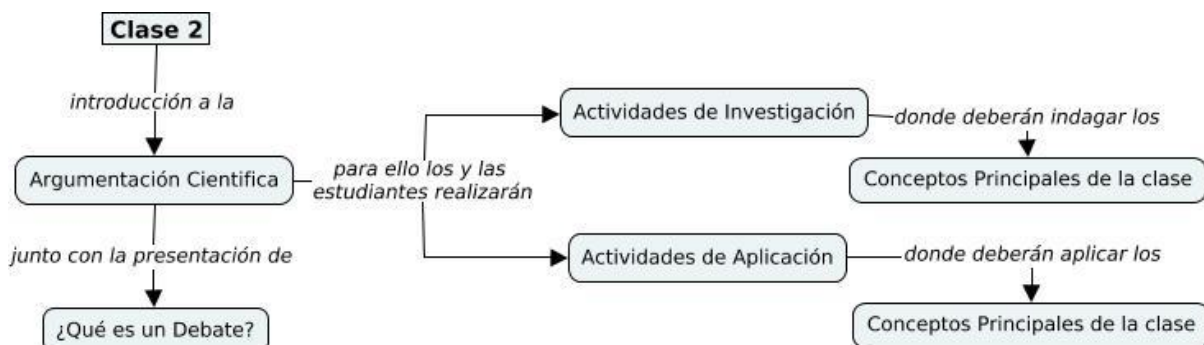 Clase 2
introducción a la
Argumentación Cientifica
junto con la presentación de
¿Qué es un Debate?
para ello los y las
estudiantes realizarán
Actividades de Investigación
donde deberán indagar los
Conceptos Principales de la clase
Actividades de Aplicación
donde deberán aplicar los
Conceptos Principales de la clase